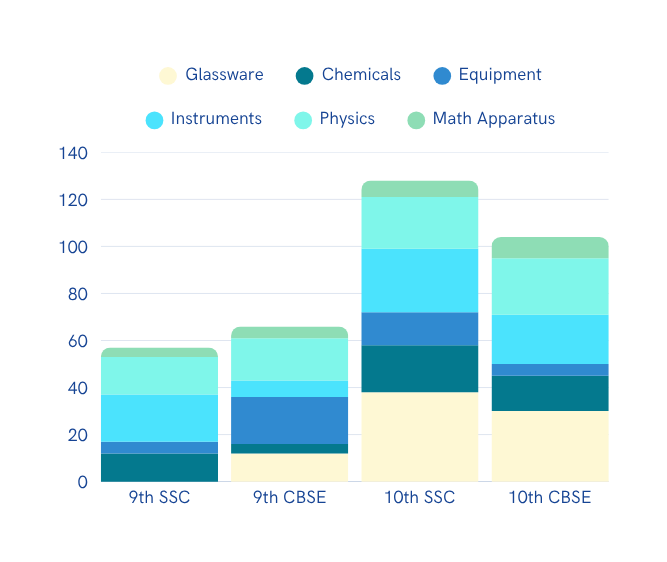 Glassware Chemicals Equipment
Instruments Physics Math Apparatus
140
120
100
80
60
40
20
0
9th SSC 9th CBSE 10th SSC 10th CBSE